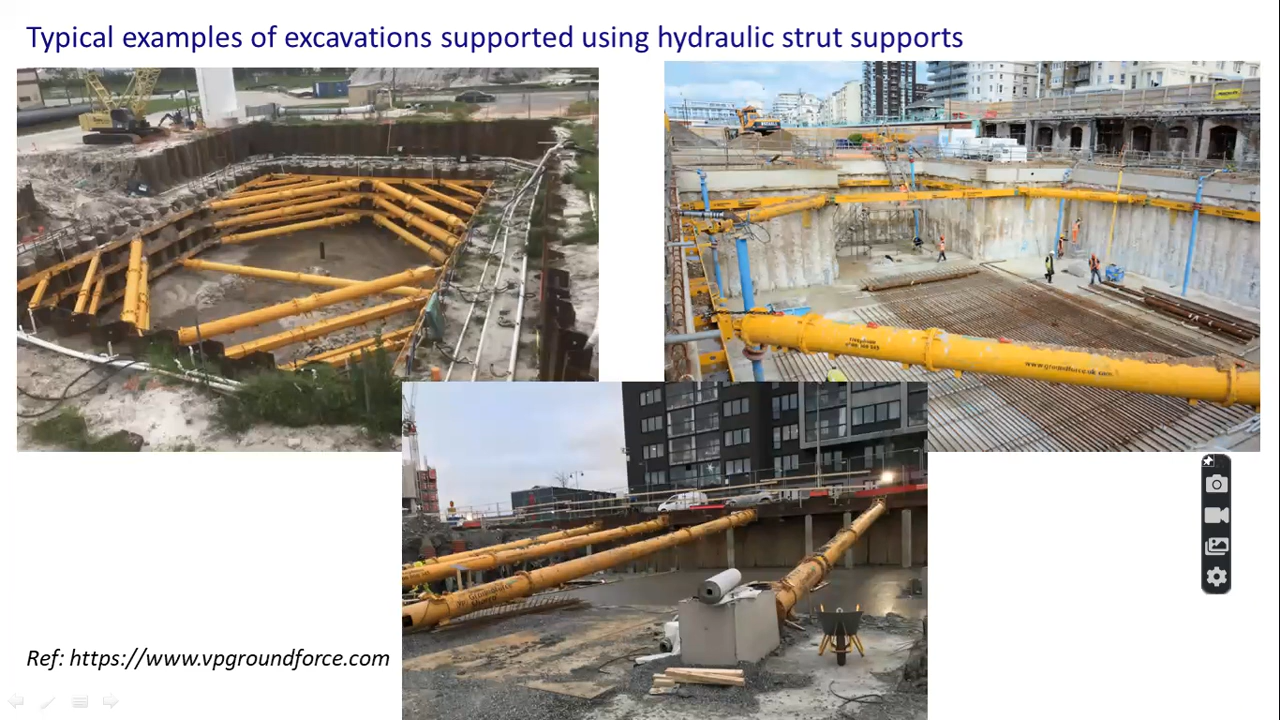 Typical examples of excavations supported using hydraulic strut supports
www.groundforce.uk.com
Ref: https://www.vpgroundforce.com